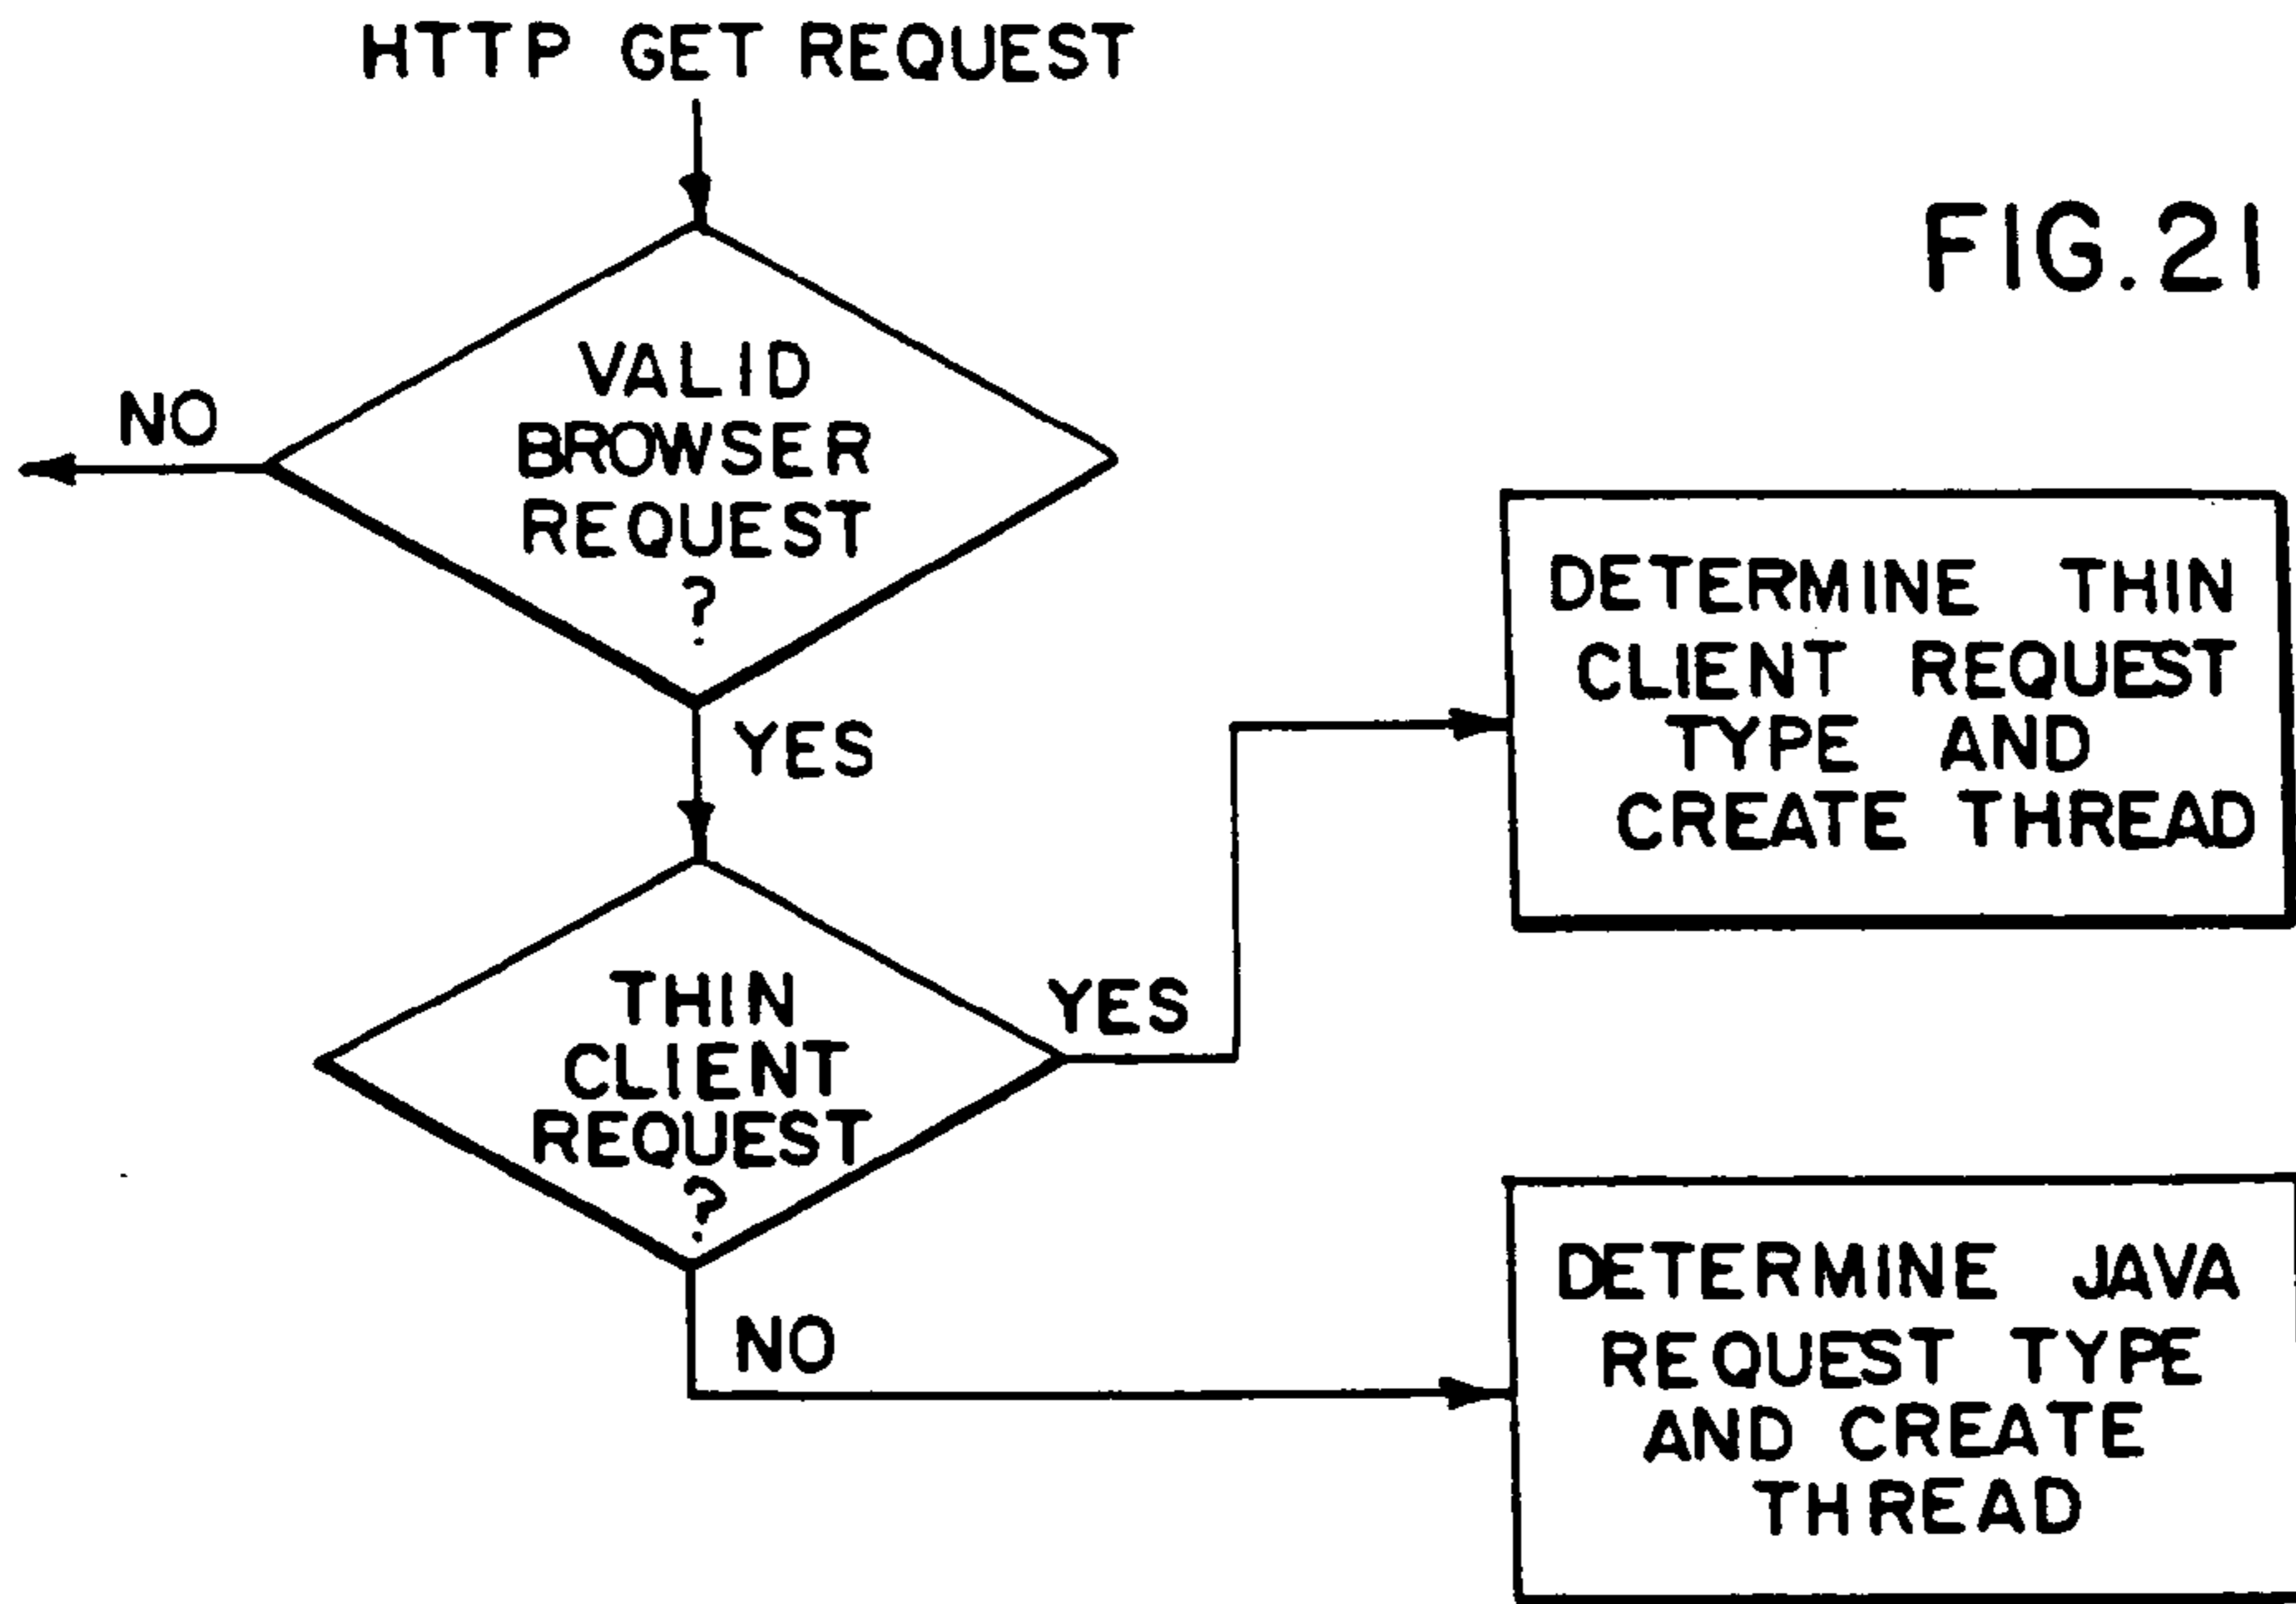 HTTP GET REQUEST
FIG.21
VALID
BROWSER
REQUEST
?
NO
YES
DETERMINE THIN
CLIENT REQUEST
TYPE AND
CREATE THREAD
THIN
CLIENT
REQUEST
?
YES
NO
DETERMINE JAVA
REQUEST TYPE
AND CREATE
THREAD